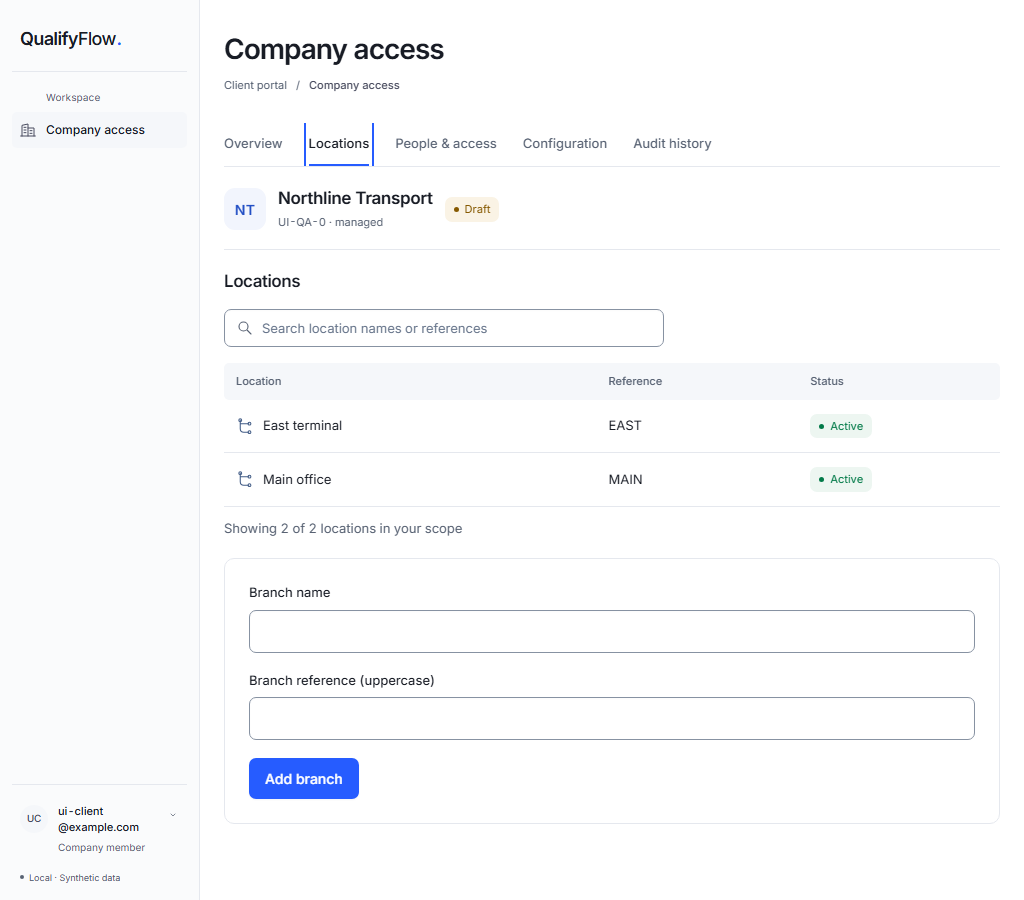 QualifyFlow.
Workspace
Company access
Company access
Client portal / Company access
Overview Locations People & access Configuration Audit history
NT
Northline Transport
UI-QA-0 · managed
Draft
Locations
Search location names or references
Location Reference Status
East terminal EAST Active
Main office MAIN Active
Showing 2 of 2 locations in your scope
Branch name
Branch reference (uppercase)
Add branch
UC
ui-client
@example.com
Company member
Local · Synthetic data